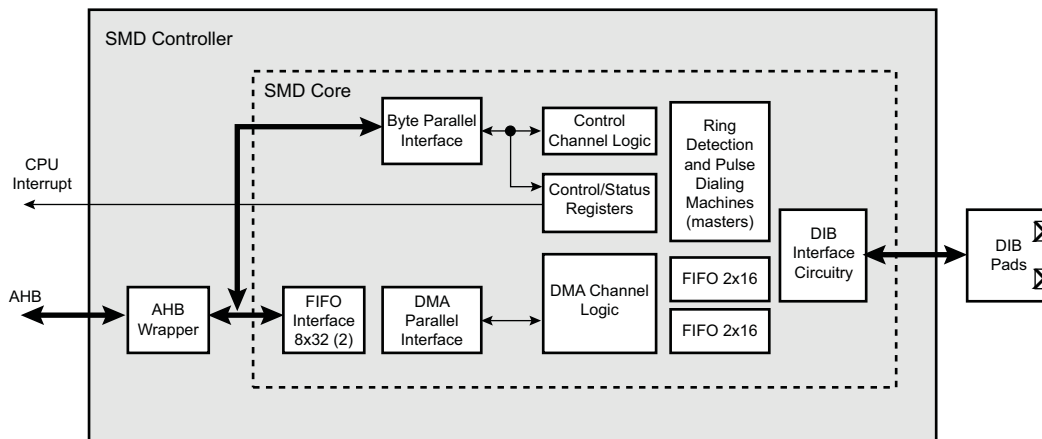 SMD Controller
SMD Core
Byte Parallel
Interface
Control
Channel Logic
Ring
Detection
and Pulse
Dialing
Machines
(masters)
CPU
Interrupt
Control/Status
Registers
DIB
Interface
Circuitry
DIB
Pads
AHB
AHB
Wrapper
FIFO
Interface
8x32 (2)
DMA
Parallel
Interface
DMA Channel
Logic
FIFO 2x16
FIFO 2x16